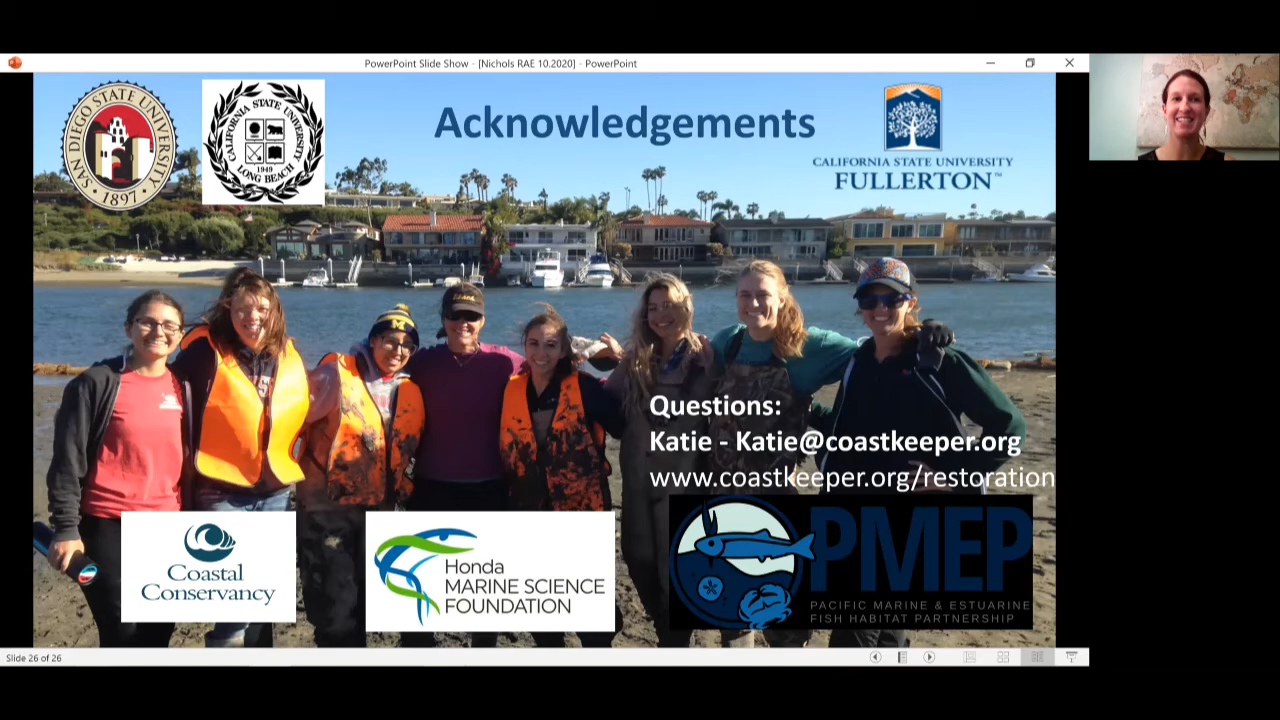 PowerPoint Slide Show - [Nichols RAE 10.2020] - PowerPoint
SAN DIEGO STATE UNIVERSITY
1897
CALIFORNIA STATE UNIVERSITY
LONG BEACH
1949
Acknowledgements
CALIFORNIA STATE UNIVERSITY
FULLERTON™
Questions:
Katie - Katie@coastkeeper.org
www.coastkeeper.org/restoration
Coastal
Conservancy
Honda
MARINE SCIENCE
FOUNDATION
PMEP
PACIFIC MARINE & ESTUARINE
FISH HABITAT PARTNERSHIP
Slide 26 of 26